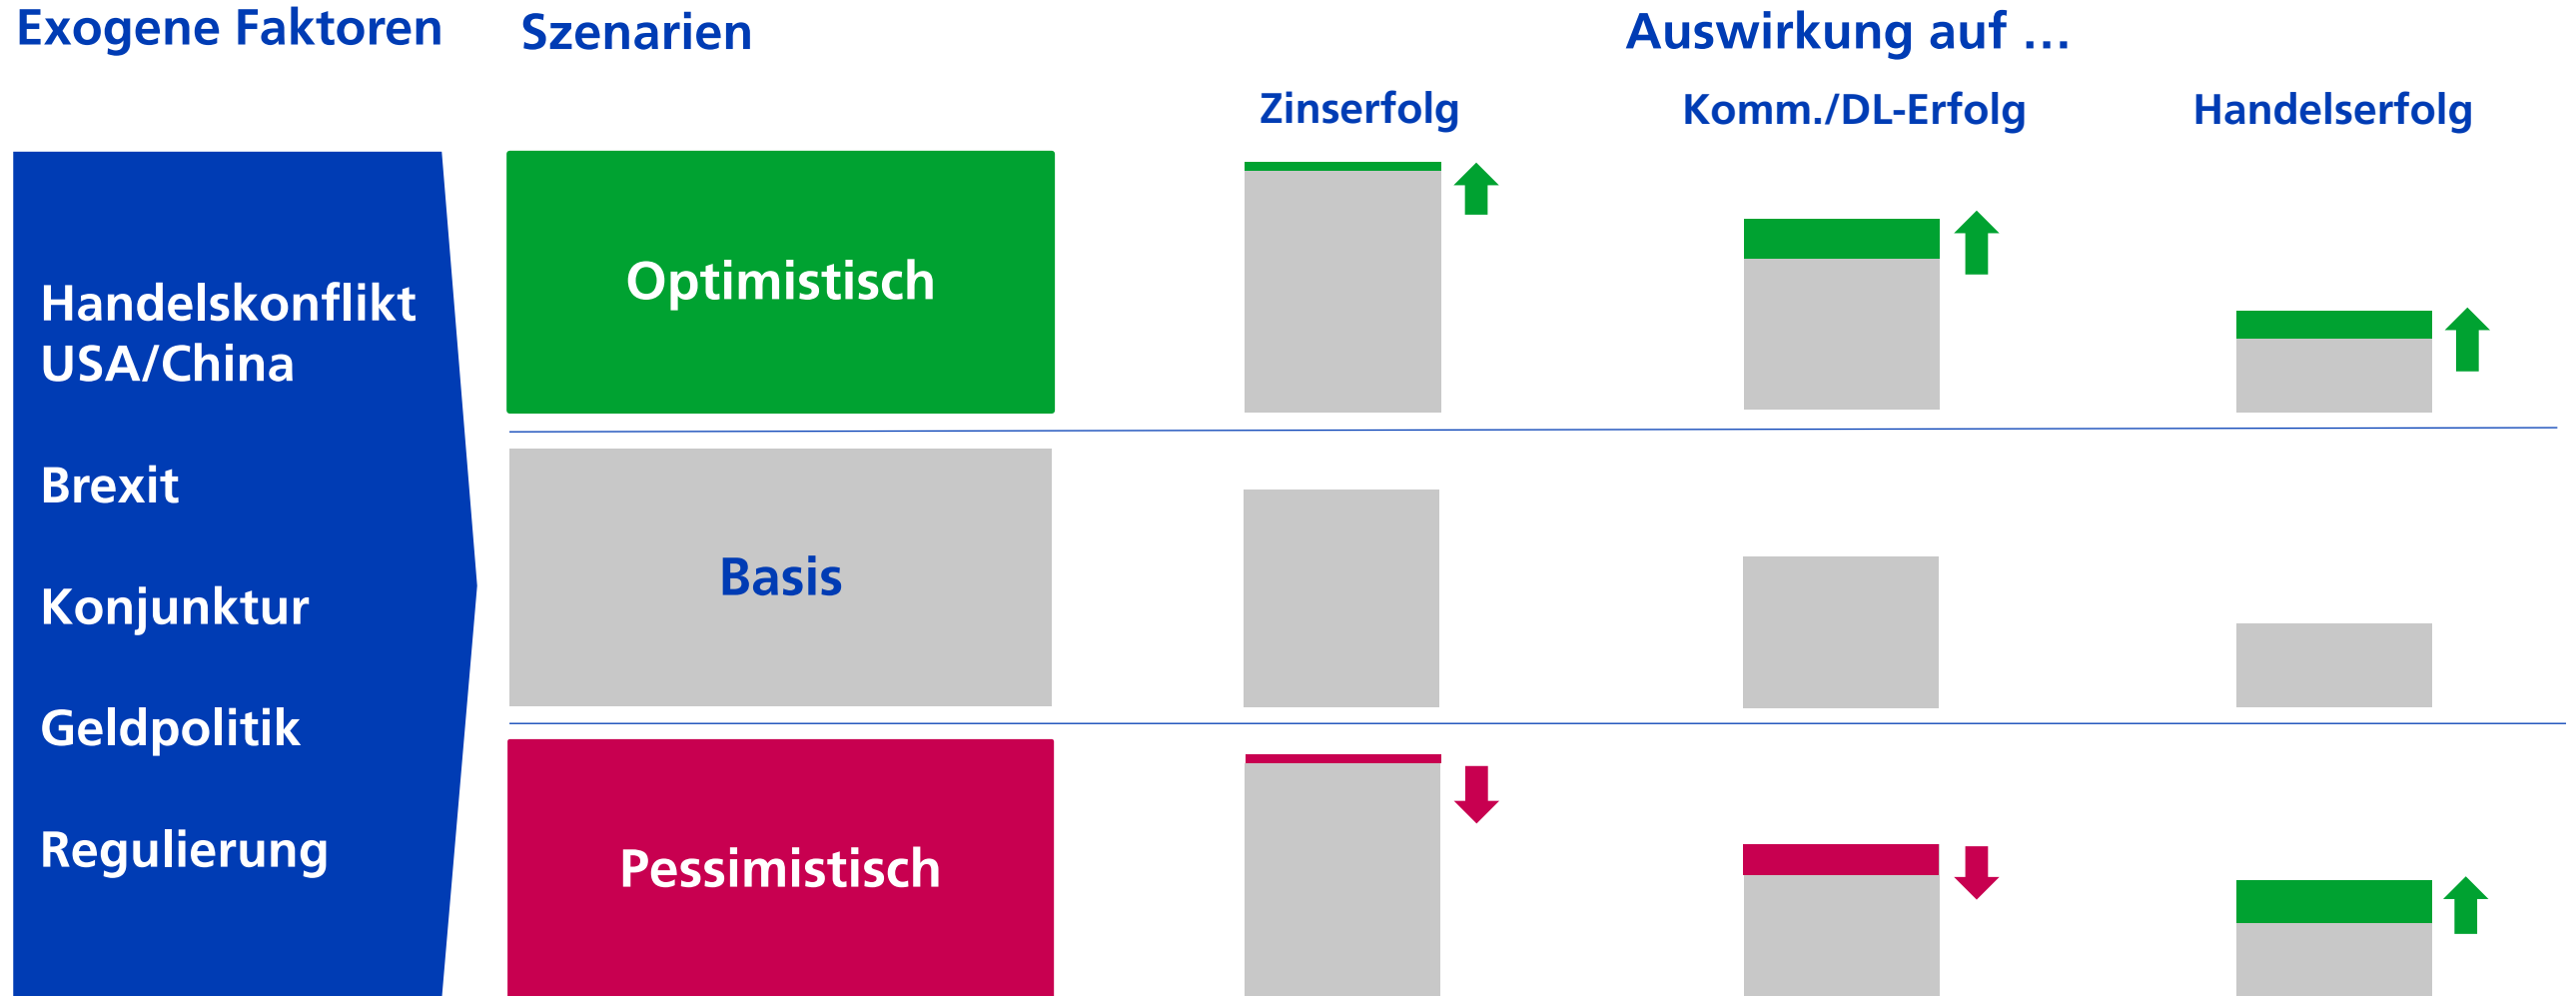 Exogene Faktoren
Szenarien
Auswirkung auf …
Zinserfolg
Komm./DL-Erfolg
Handelserfolg
Handelskonflikt
USA/China
Brexit
Konjunktur
Geldpolitik
Regulierung
Optimistisch
Basis
Pessimistisch